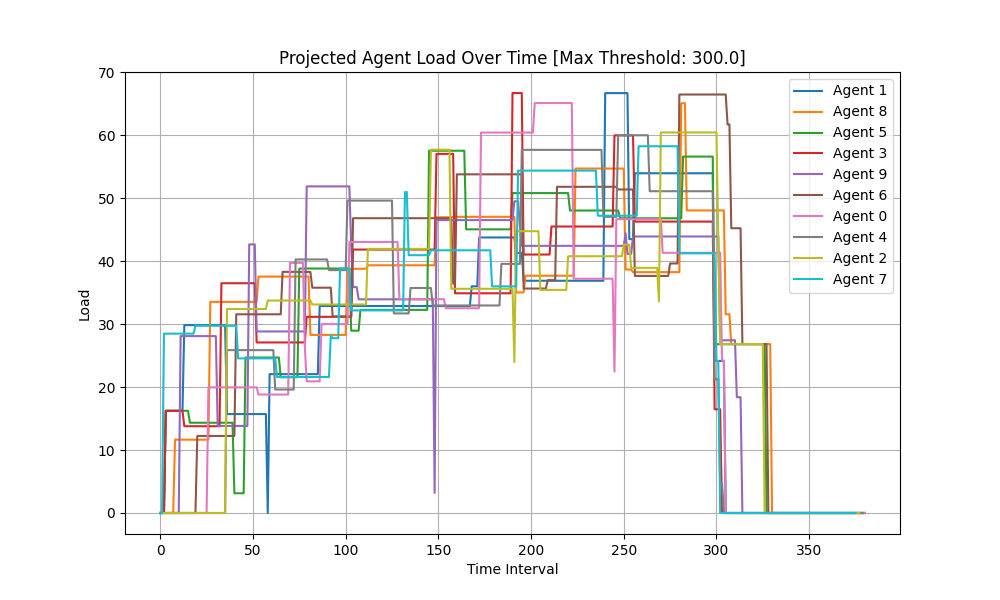 Projected Agent Load Over Time [Max Threshold: 300.0]
Load
70
60
50
40
30
20
10
0
0 50 100 150 200 250 300 350
Time Interval
Agent 1
Agent 8
Agent 5
Agent 3
Agent 9
Agent 6
Agent 0
Agent 4
Agent 2
Agent 7